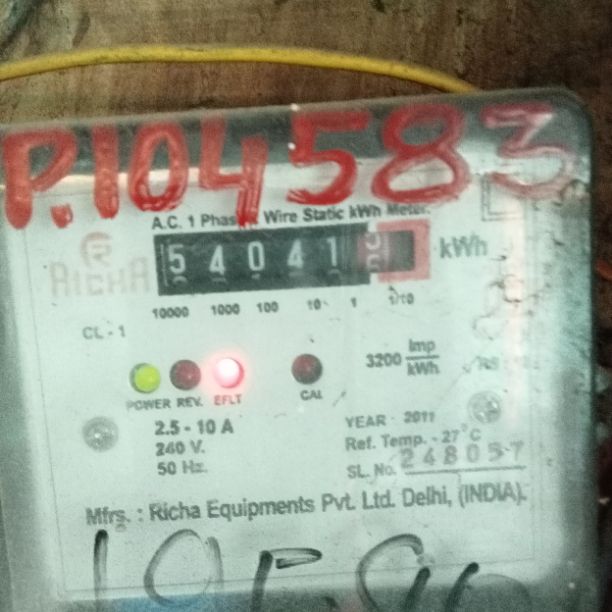 P.104583
A.C. 1 Phase 2 Wire Static kWh Meter.
RICHA
54041 kWh
10000 1000 100 10 1 1/10
CL - 1
3200 Imp/kWh
POWER REV. EFLT CAL
2.5 - 10 A
240 V.
50 Hz.
YEAR - 2011
Ref. Temp. - 27°C
SL. No. 248057
Mfrs. : Richa Equipments Pvt. Ltd. Delhi, (INDIA).